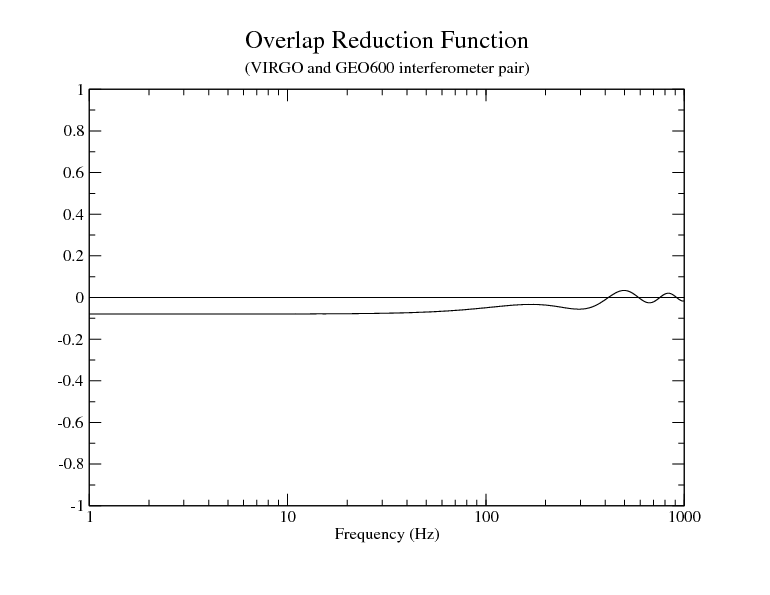 Overlap Reduction Function
(VIRGO and GEO600 interferometer pair)
1
0.8
0.6
0.4
0.2
0
-0.2
-0.4
-0.6
-0.8
-1
1 10 100 1000
Frequency (Hz)